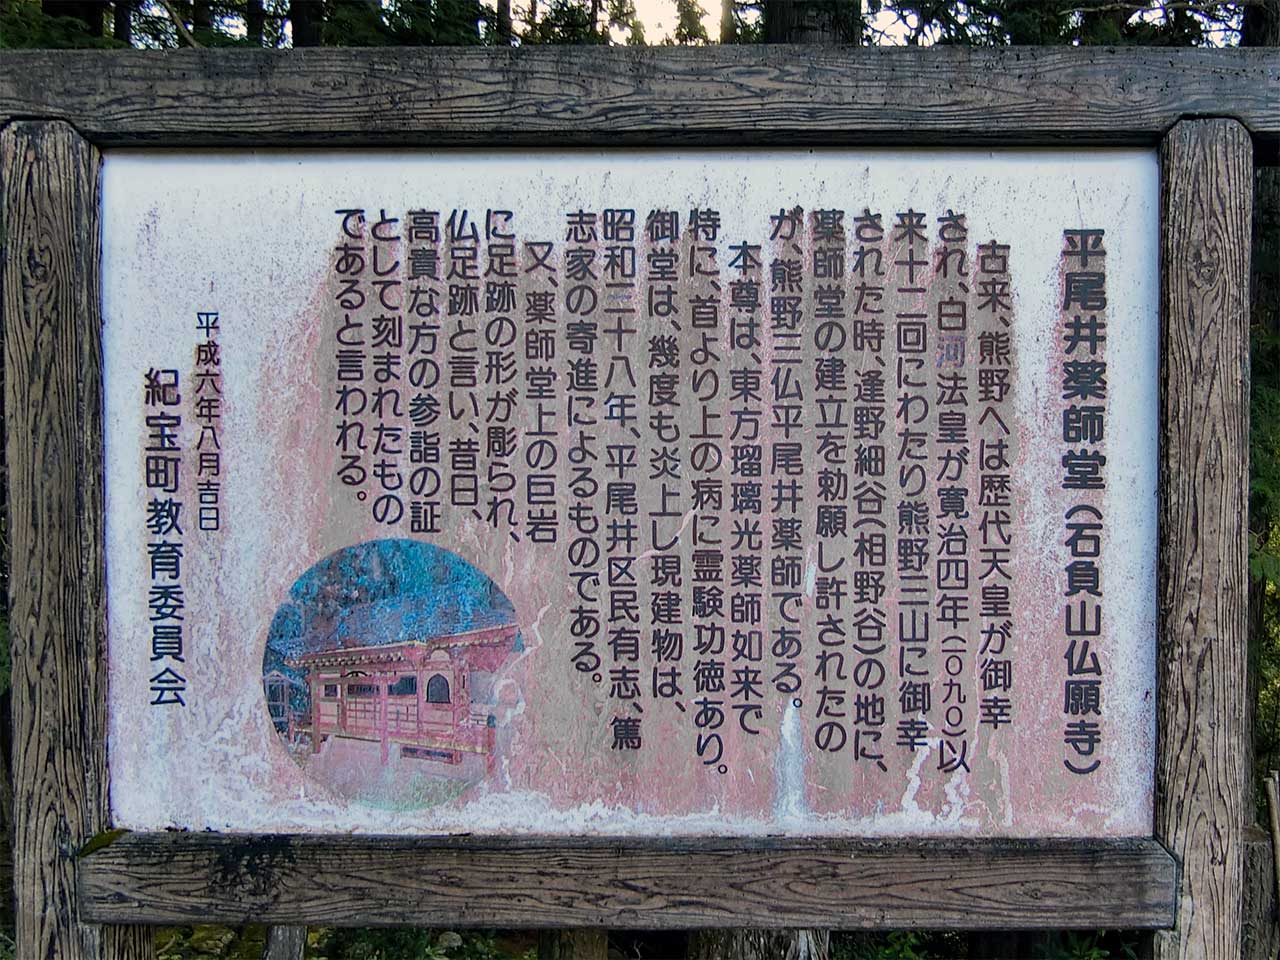 平尾井薬師堂(石負山仏願寺)
古来、熊野へは歴代天皇が御幸
され、白河法皇が寛治四年(一〇九〇)以
来十二回にわたり熊野三山に御幸
された時、逢野細谷(相野谷)の地に、
薬師堂の建立を勅願し許されたの
が、熊野三仏平尾井薬師である。
本尊は、東方瑠璃光薬師如来で
特に、首より上の病に霊験功徳あり。
御堂は、幾度も炎上し現建物は、
昭和三十八年、平尾井区民有志、篤
志家の寄進によるものである。
又、薬師堂上の巨岩
に足跡の形が彫られ、
仏足跡と言い、昔日、
高貴な方の参詣の証
として刻まれたもの
であると言われる。
平成六年八月吉日
紀宝町教育委員会